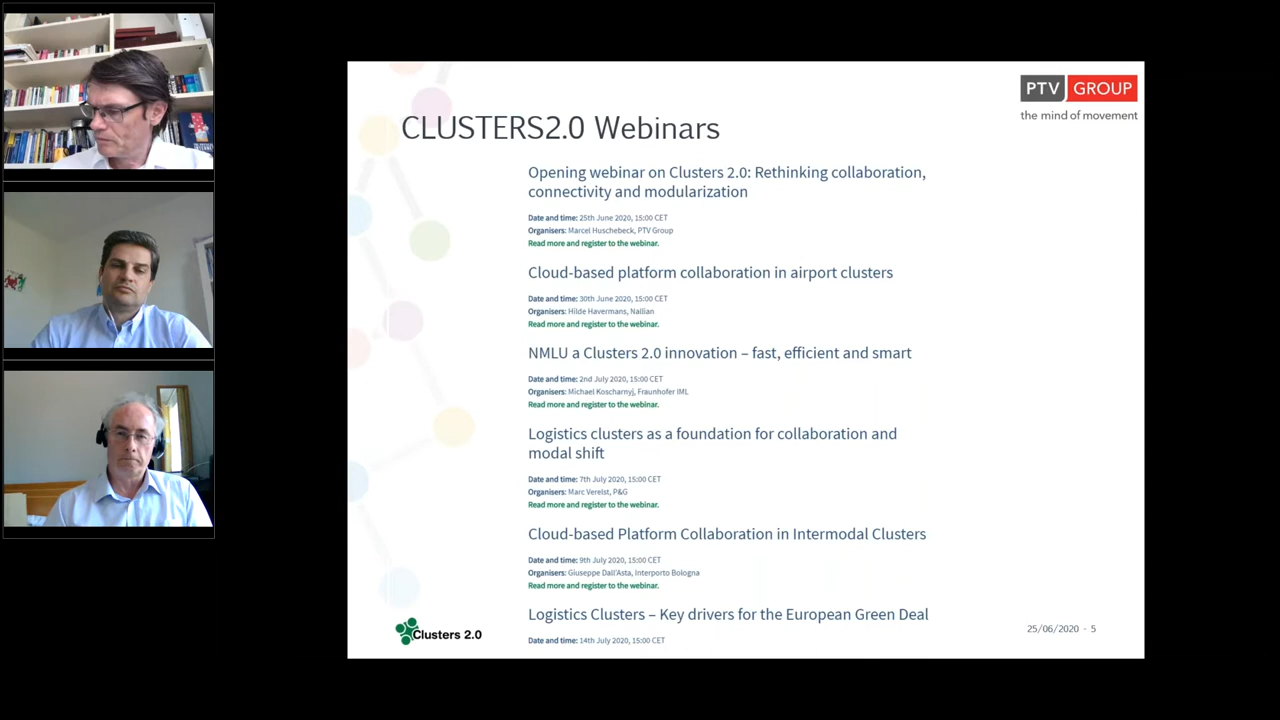 PTV GROUP
the mind of movement
CLUSTERS2.0 Webinars
Opening webinar on Clusters 2.0: Rethinking collaboration,
connectivity and modularization
Date and time: 25th June 2020, 15:00 CET
Organisers: Marcel Huschebeck, PTV Group
Read more and register to the webinar.
Cloud-based platform collaboration in airport clusters
Date and time: 30th June 2020, 15:00 CET
Organisers: Hilde Havermans, Nallian
Read more and register to the webinar.
NMLU a Clusters 2.0 innovation – fast, efficient and smart
Date and time: 2nd July 2020, 15:00 CET
Organisers: Michael Koscharnyj, Fraunhofer IML
Read more and register to the webinar.
Logistics clusters as a foundation for collaboration and
modal shift
Date and time: 7th July 2020, 15:00 CET
Organisers: Marc Verelst, P&G
Read more and register to the webinar.
Cloud-based Platform Collaboration in Intermodal Clusters
Date and time: 9th July 2020, 15:00 CET
Organisers: Giuseppe Dall'Asta, Interporto Bologna
Read more and register to the webinar.
Logistics Clusters – Key drivers for the European Green Deal
Date and time: 14th July 2020, 15:00 CET
Clusters 2.0
25/06/2020 - 5